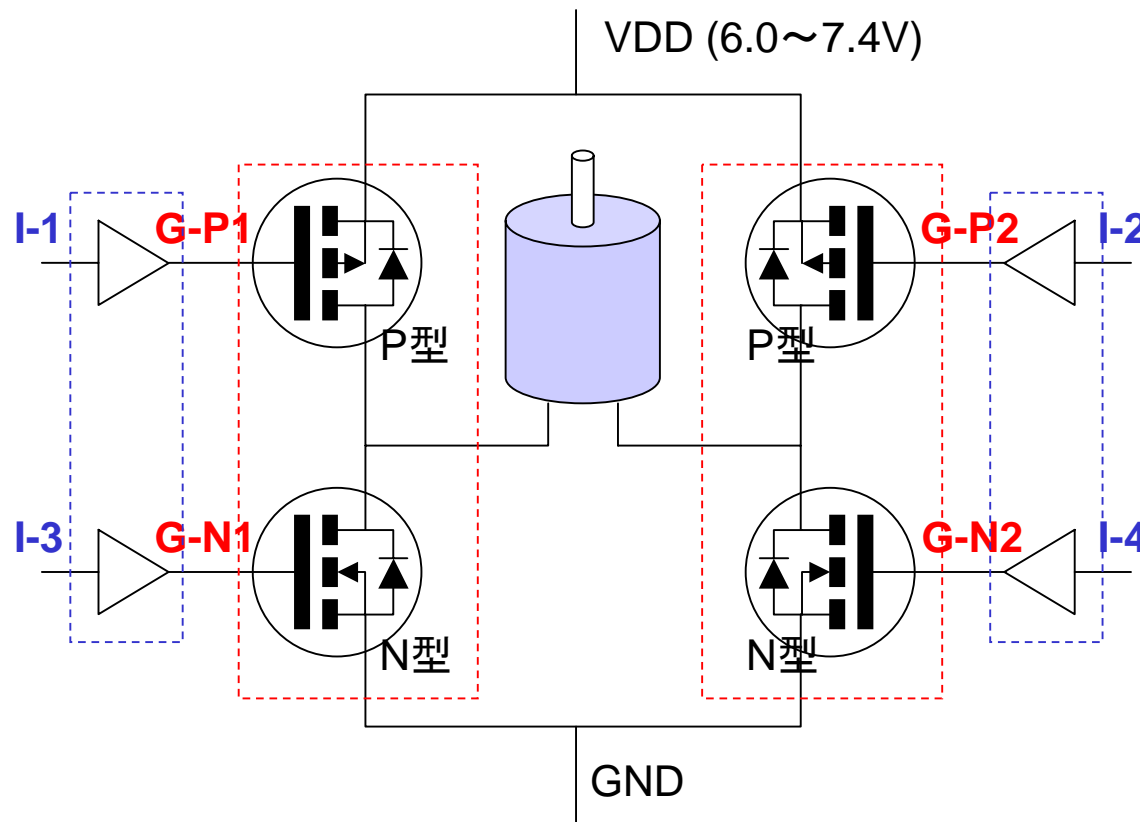 VDD (6.0～7.4V)
I-1
G-P1
G-P2
I-2
P型
P型
I-3
G-N1
G-N2
I-4
N型
N型
GND